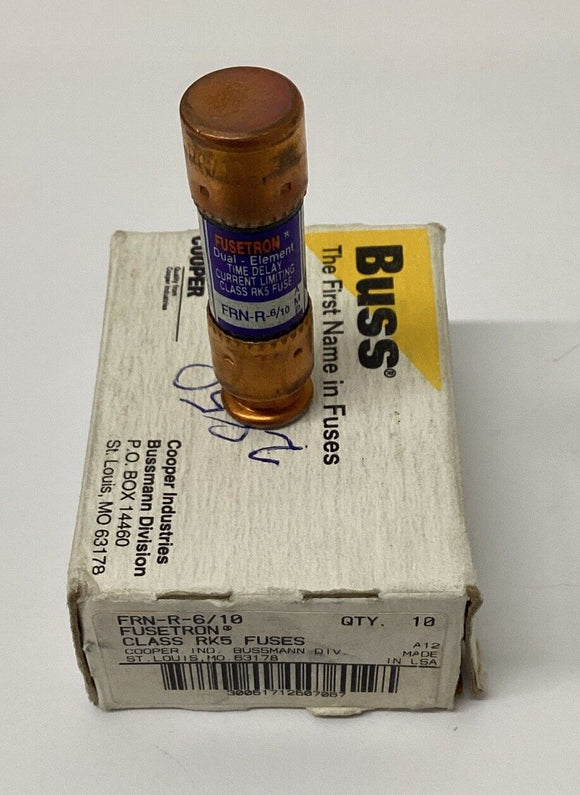 FUSETRON®
Dual - Element
TIME DELAY
CURRENT LIMITING
CLASS RK5 FUSE
FRN-R-6/10
AMP
BUSS®
The First Name in Fuses
COOPER
Cooper Industries
Bussmann Division
P.O. BOX 14460
St. Louis, MO 63178
FRN-R-6/10 QTY. 10
FUSETRON®
CLASS RK5 FUSES
COOPER IND. BUSSMANN DIV.
ST.LOUIS,MO.63178
A12
MADE
IN USA